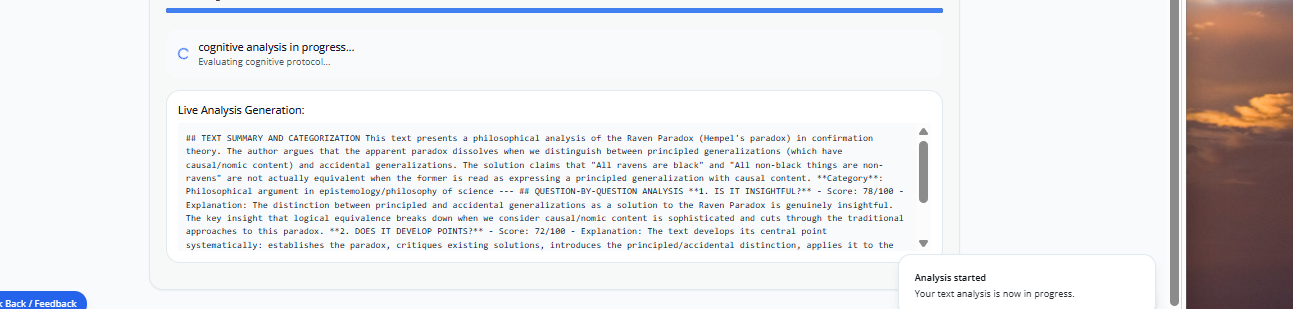 cognitive analysis in progress...
Evaluating cognitive protocol...
Live Analysis Generation:
## TEXT SUMMARY AND CATEGORIZATION This text presents a philosophical analysis of the Raven Paradox (Hempel's paradox) in confirmation
theory. The author argues that the apparent paradox dissolves when we distinguish between principled generalizations (which have
causal/nomic content) and accidental generalizations. The solution claims that "All ravens are black" and "All non-black things are non-
ravens" are not actually equivalent when the former is read as expressing a principled generalization with causal content. **Category**:
Philosophical argument in epistemology/philosophy of science --- ## QUESTION-BY-QUESTION ANALYSIS **1. IS IT INSIGHTFUL?** - Score: 78/100 -
Explanation: The distinction between principled and accidental generalizations as a solution to the Raven Paradox is genuinely insightful.
The key insight that logical equivalence breaks down when we consider causal/nomic content is sophisticated and cuts through the traditional
approaches to this paradox. **2. DOES IT DEVELOP POINTS?** - Score: 72/100 - Explanation: The text develops its central point
systematically: establishes the paradox, critiques existing solutions, introduces the principled/accidental distinction, applies it to the
Analysis started
Your text analysis is now in progress.
Back / Feedback